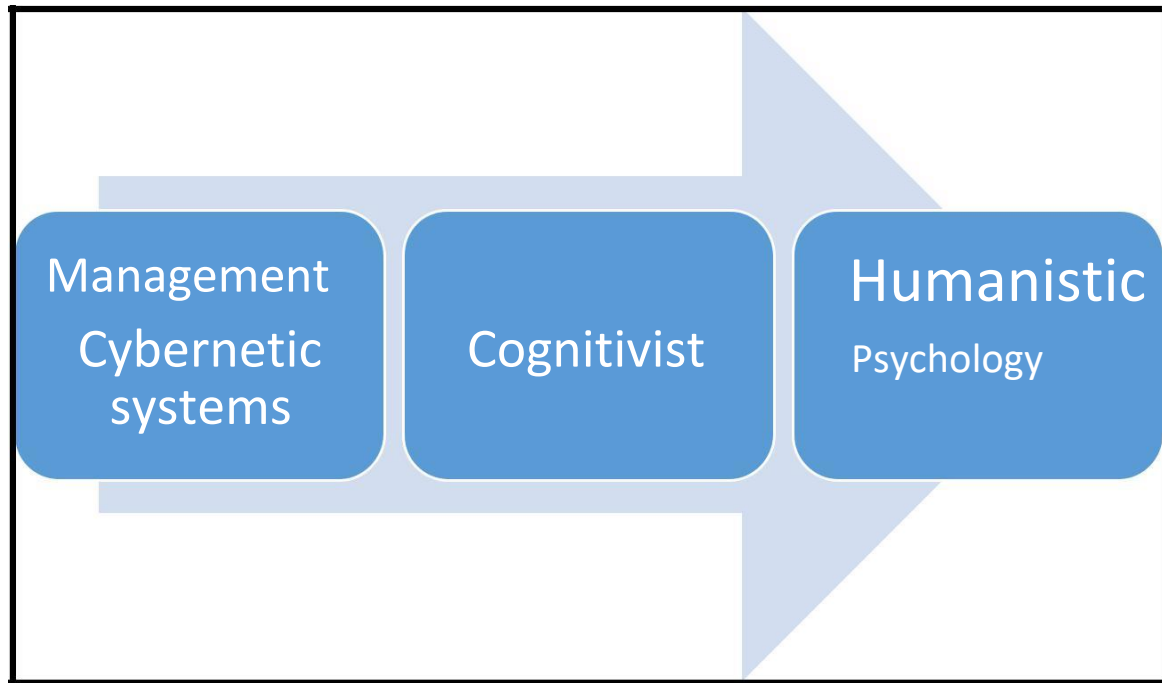 Management
Cybernetic
systems
Cognitivist
Humanistic
Psychology